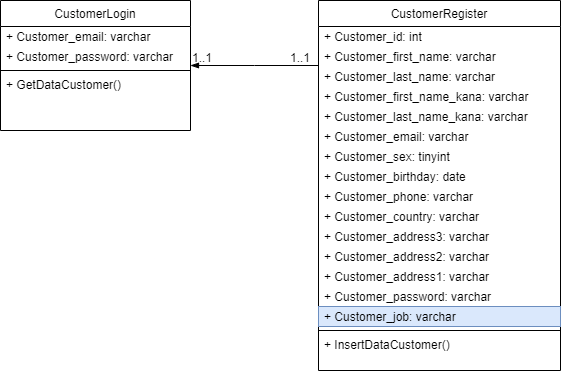 CustomerLogin
+ Customer_email: varchar
+ Customer_password: varchar
+ GetDataCustomer()
1..1
1..1
CustomerRegister
+ Customer_id: int
+ Customer_first_name: varchar
+ Customer_last_name: varchar
+ Customer_first_name_kana: varchar
+ Customer_last_name_kana: varchar
+ Customer_email: varchar
+ Customer_sex: tinyint
+ Customer_birthday: date
+ Customer_phone: varchar
+ Customer_country: varchar
+ Customer_address3: varchar
+ Customer_address2: varchar
+ Customer_address1: varchar
+ Customer_password: varchar
+ Customer_job: varchar
+ InsertDataCustomer()